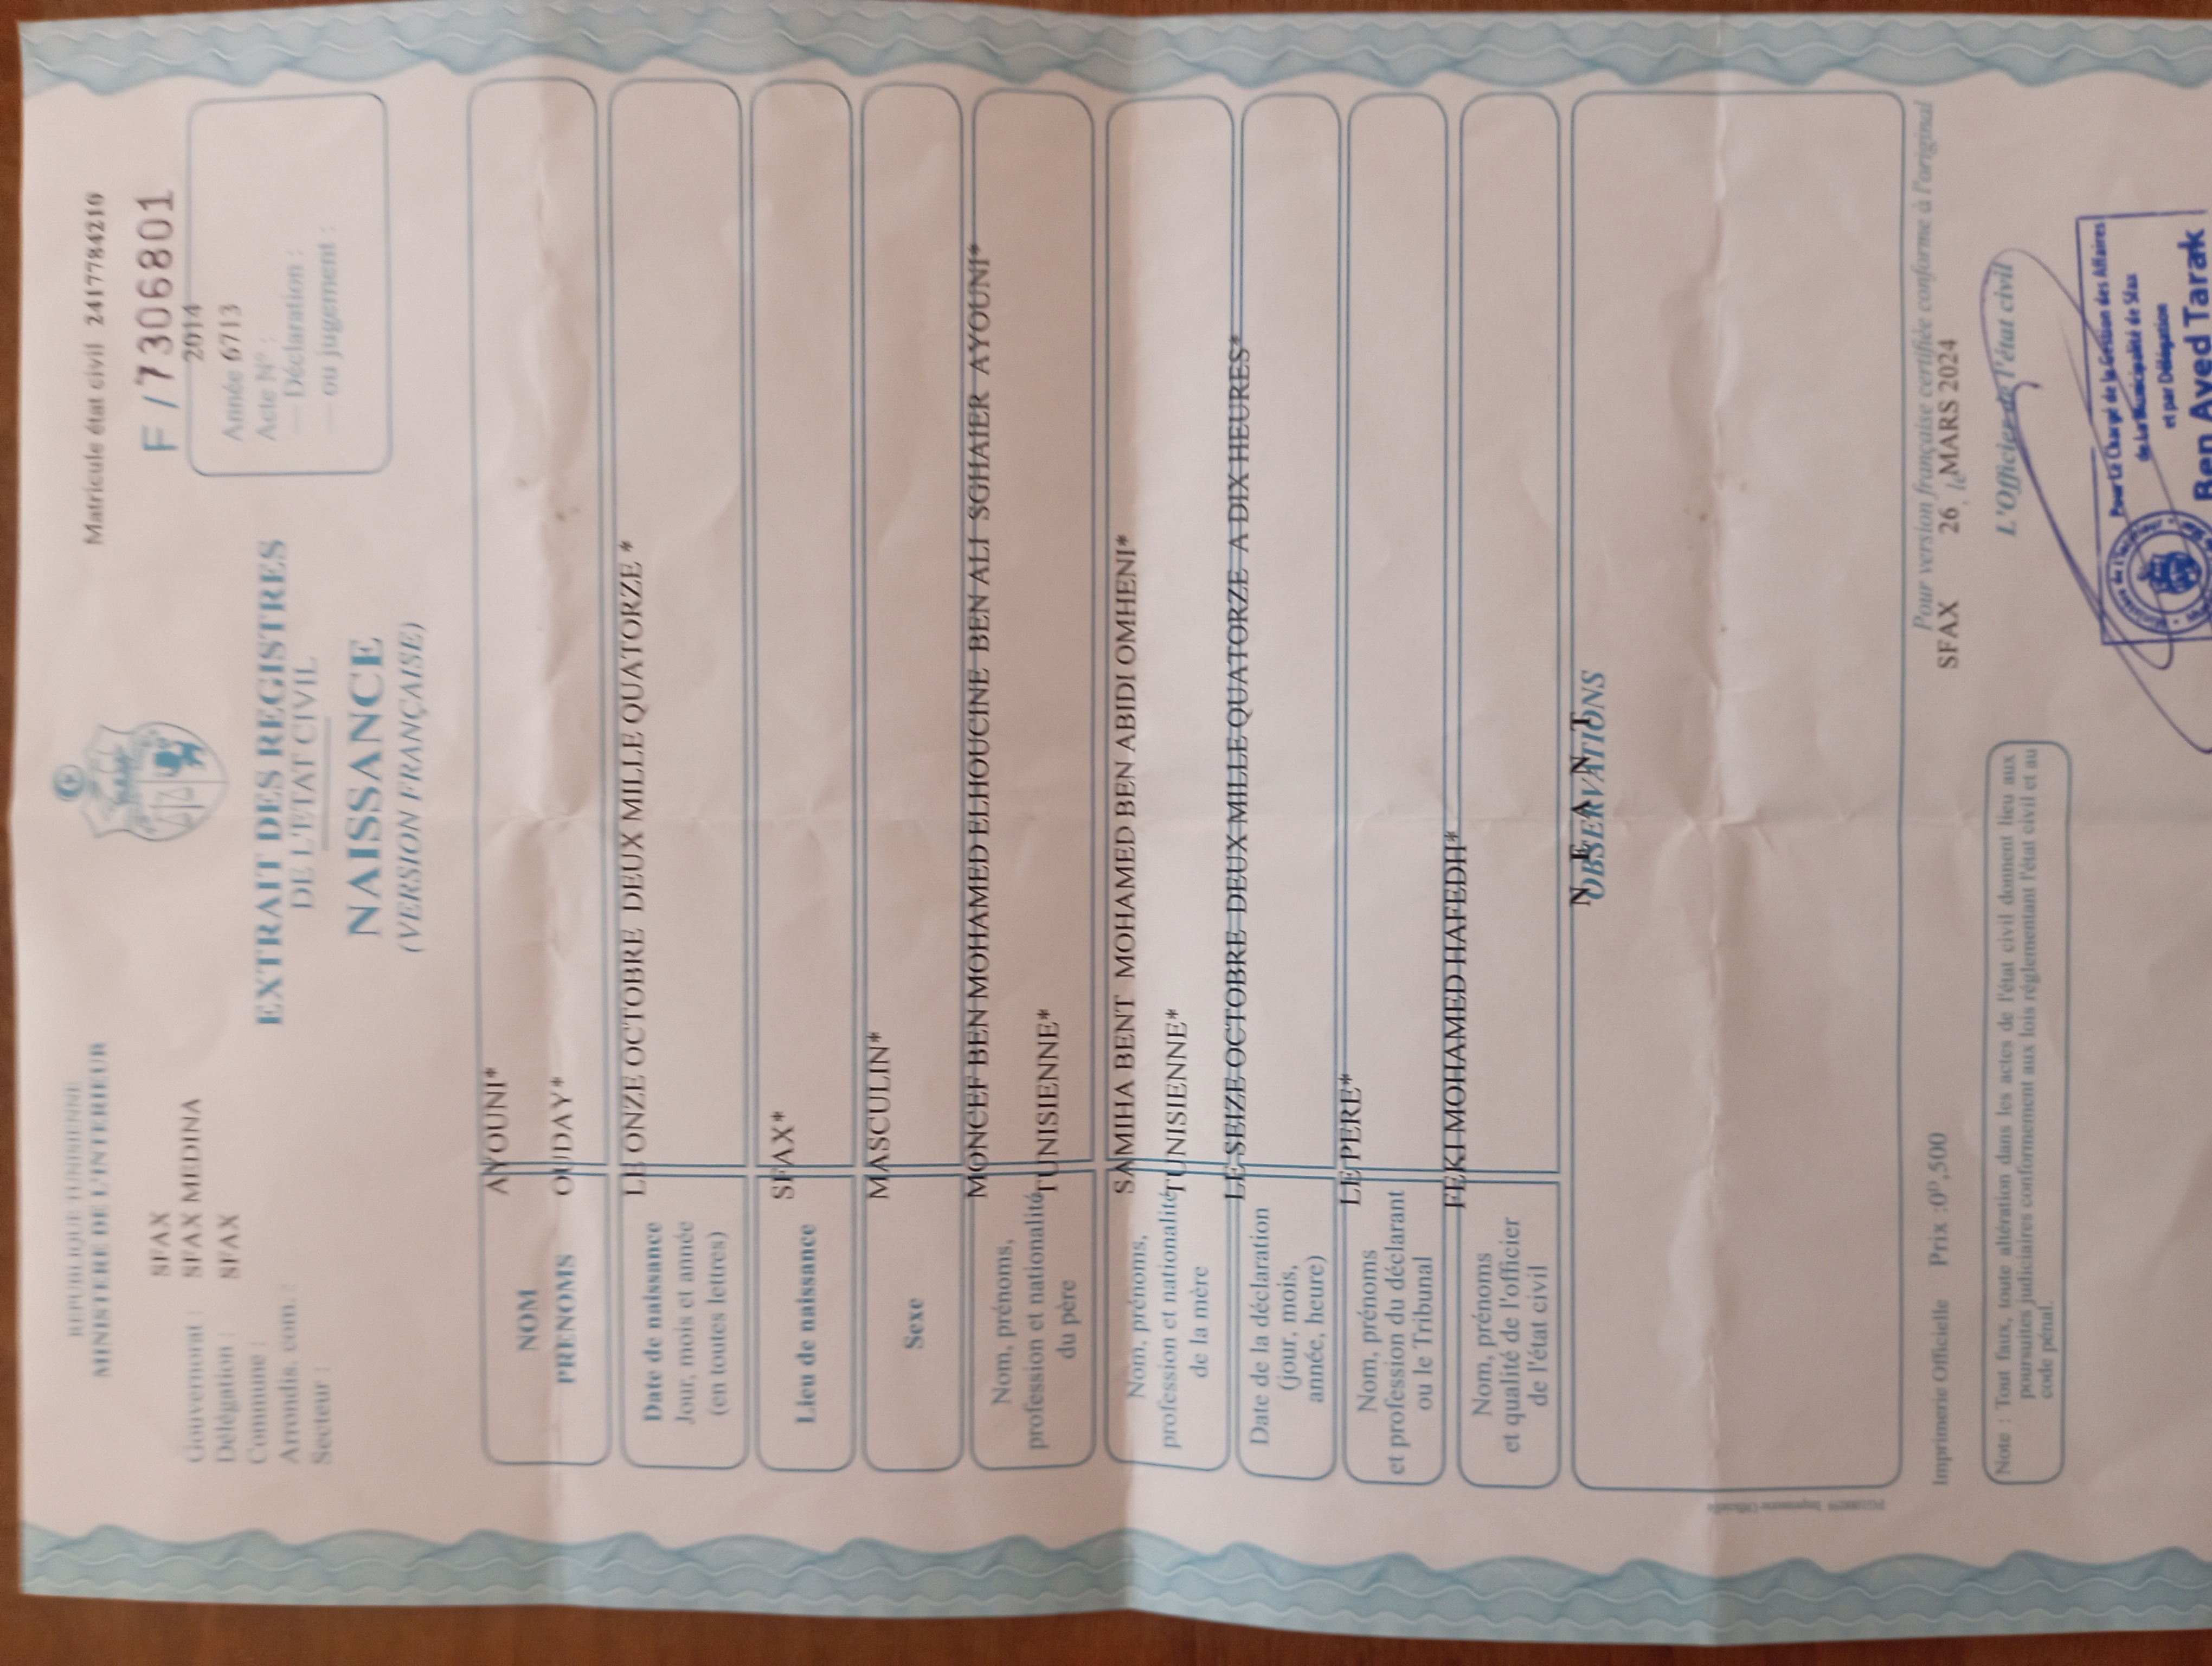 REPUBLIQUE TUNISIENNE
MINISTERE DE L'INTERIEUR
Matricule état civil 2417784210
F / 7306801
SFAX
Gouvernorat : SFAX MEDINA
Délégation : SFAX
Commune :
Arrondis. com. :
Secteur :
2014
Année 6713
Acte N° :
— Déclaration :
— ou jugement :
EXTRAIT DES REGISTRES
DE L'ETAT CIVIL
NAISSANCE
(VERSION FRANÇAISE)
NOM
AYOUNI*
PRENOMS
OUDAY*
Date de naissance
Jour, mois et année
(en toutes lettres)
LE ONZE OCTOBRE DEUX MILLE QUATORZE *
Lieu de naissance
SFAX*
Sexe
MASCULIN*
Nom, prénoms,
profession et nationalité
du père
MONCEF BEN MOHAMED ELHOUCINE BEN ALI SGHAIER AYOUNI*
TUNISIENNE*
Nom, prénoms,
profession et nationalité
de la mère
SAMIHA BENT MOHAMED BEN ABIDI OMHENI*
TUNISIENNE*
Date de la déclaration
(jour, mois,
année, heure)
LE SEIZE OCTOBRE DEUX MILLE QUATORZE A DIX HEURES*
Nom, prénoms
et profession du déclarant
ou le Tribunal
LE PERE*
Nom, prénoms
et qualité de l'officier
de l'état civil
FEKI MOHAMED HAFEDH*
N E A N T
OBSERVATIONS
Pour version française certifiée conforme à l'original
SFAX 26, le MARS 2024
L'Officier de l'état civil
Imprimerie Officielle Prix :0ᴰ,500
Note : Tout faux, toute altération dans les actes de l'état civil donnent lieu aux
poursuites judiciaires conformément aux lois réglementant l'état civil et au
code pénal.
Pour Le Chargé de la Gestion des Affaires
de la Municipalité de Sfax
et par Délégation
Ben Ayed Tarak